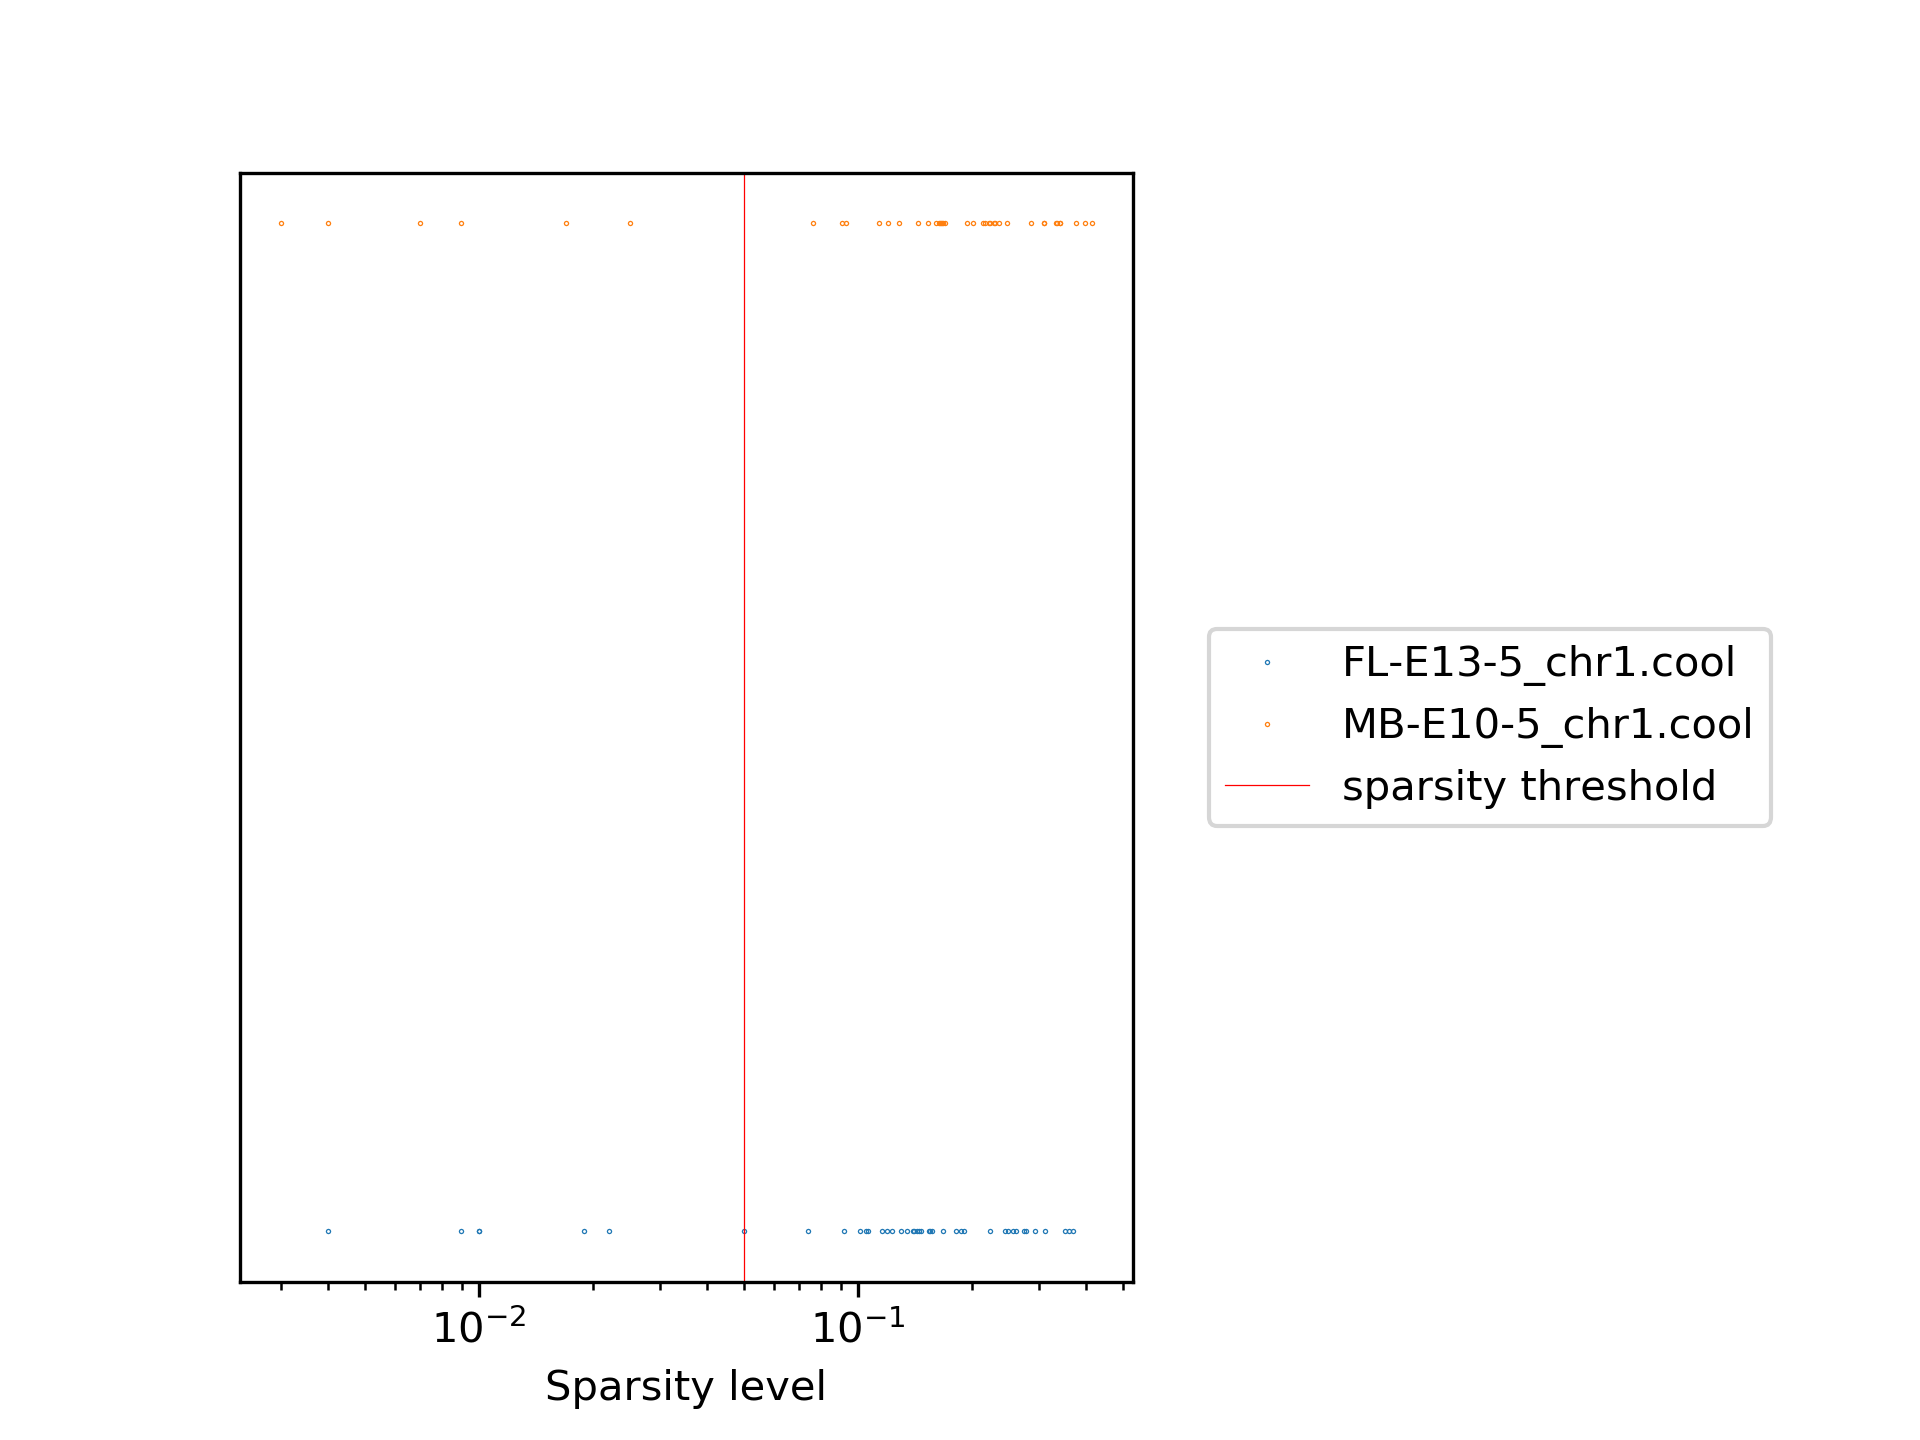 FL-E13-5_chr1.cool
MB-E10-5_chr1.cool
sparsity threshold
10⁻² 10⁻¹
Sparsity level